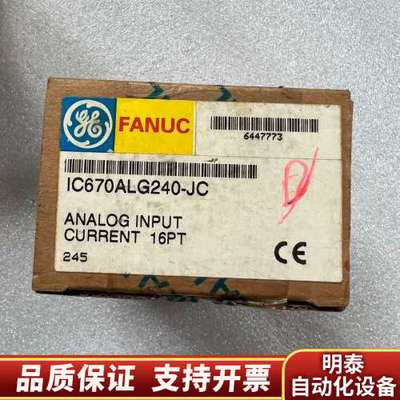 GE
FANUC
6447773
IC670ALG240-JC
ANALOG INPUT
CURRENT 16PT
245
CE
品质保障 支持开票
明泰
自动化设备